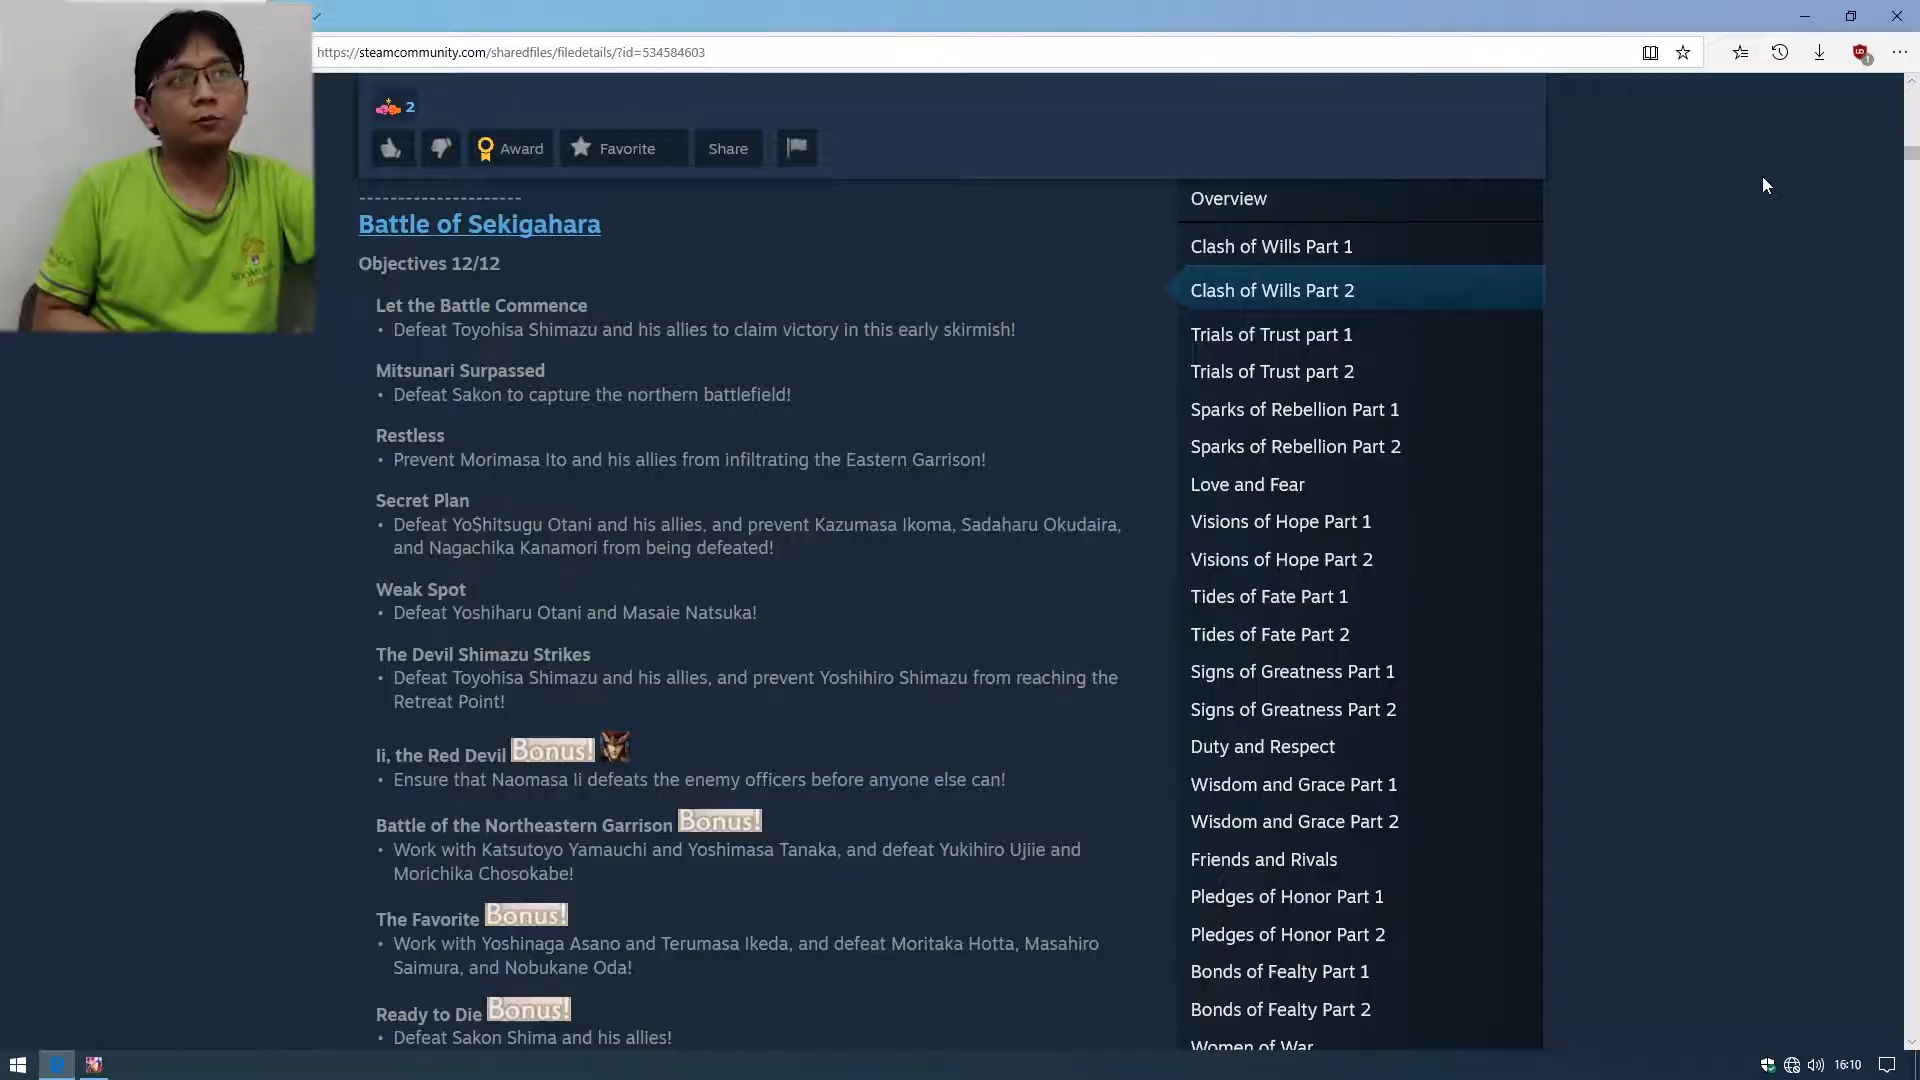 https://steamcommunity.com/sharedfiles/filedetails/?id=534584603
2
Award
Favorite
Share
---------------------
Battle of Sekigahara
Objectives 12/12
Let the Battle Commence
• Defeat Toyohisa Shimazu and his allies to claim victory in this early skirmish!
Mitsunari Surpassed
• Defeat Sakon to capture the northern battlefield!
Restless
• Prevent Morimasa Ito and his allies from infiltrating the Eastern Garrison!
Secret Plan
• Defeat Yo$hitsugu Otani and his allies, and prevent Kazumasa Ikoma, Sadaharu Okudaira,
and Nagachika Kanamori from being defeated!
Weak Spot
• Defeat Yoshiharu Otani and Masaie Natsuka!
The Devil Shimazu Strikes
• Defeat Toyohisa Shimazu and his allies, and prevent Yoshihiro Shimazu from reaching the
Retreat Point!
Ii, the Red Devil Bonus!
• Ensure that Naomasa Ii defeats the enemy officers before anyone else can!
Battle of the Northeastern Garrison Bonus!
• Work with Katsutoyo Yamauchi and Yoshimasa Tanaka, and defeat Yukihiro Ujiie and
Morichika Chosokabe!
The Favorite Bonus!
• Work with Yoshinaga Asano and Terumasa Ikeda, and defeat Moritaka Hotta, Masahiro
Saimura, and Nobukane Oda!
Ready to Die Bonus!
• Defeat Sakon Shima and his allies!
Overview
Clash of Wills Part 1
Clash of Wills Part 2
Trials of Trust part 1
Trials of Trust part 2
Sparks of Rebellion Part 1
Sparks of Rebellion Part 2
Love and Fear
Visions of Hope Part 1
Visions of Hope Part 2
Tides of Fate Part 1
Tides of Fate Part 2
Signs of Greatness Part 1
Signs of Greatness Part 2
Duty and Respect
Wisdom and Grace Part 1
Wisdom and Grace Part 2
Friends and Rivals
Pledges of Honor Part 1
Pledges of Honor Part 2
Bonds of Fealty Part 1
Bonds of Fealty Part 2
Women of War
16:10